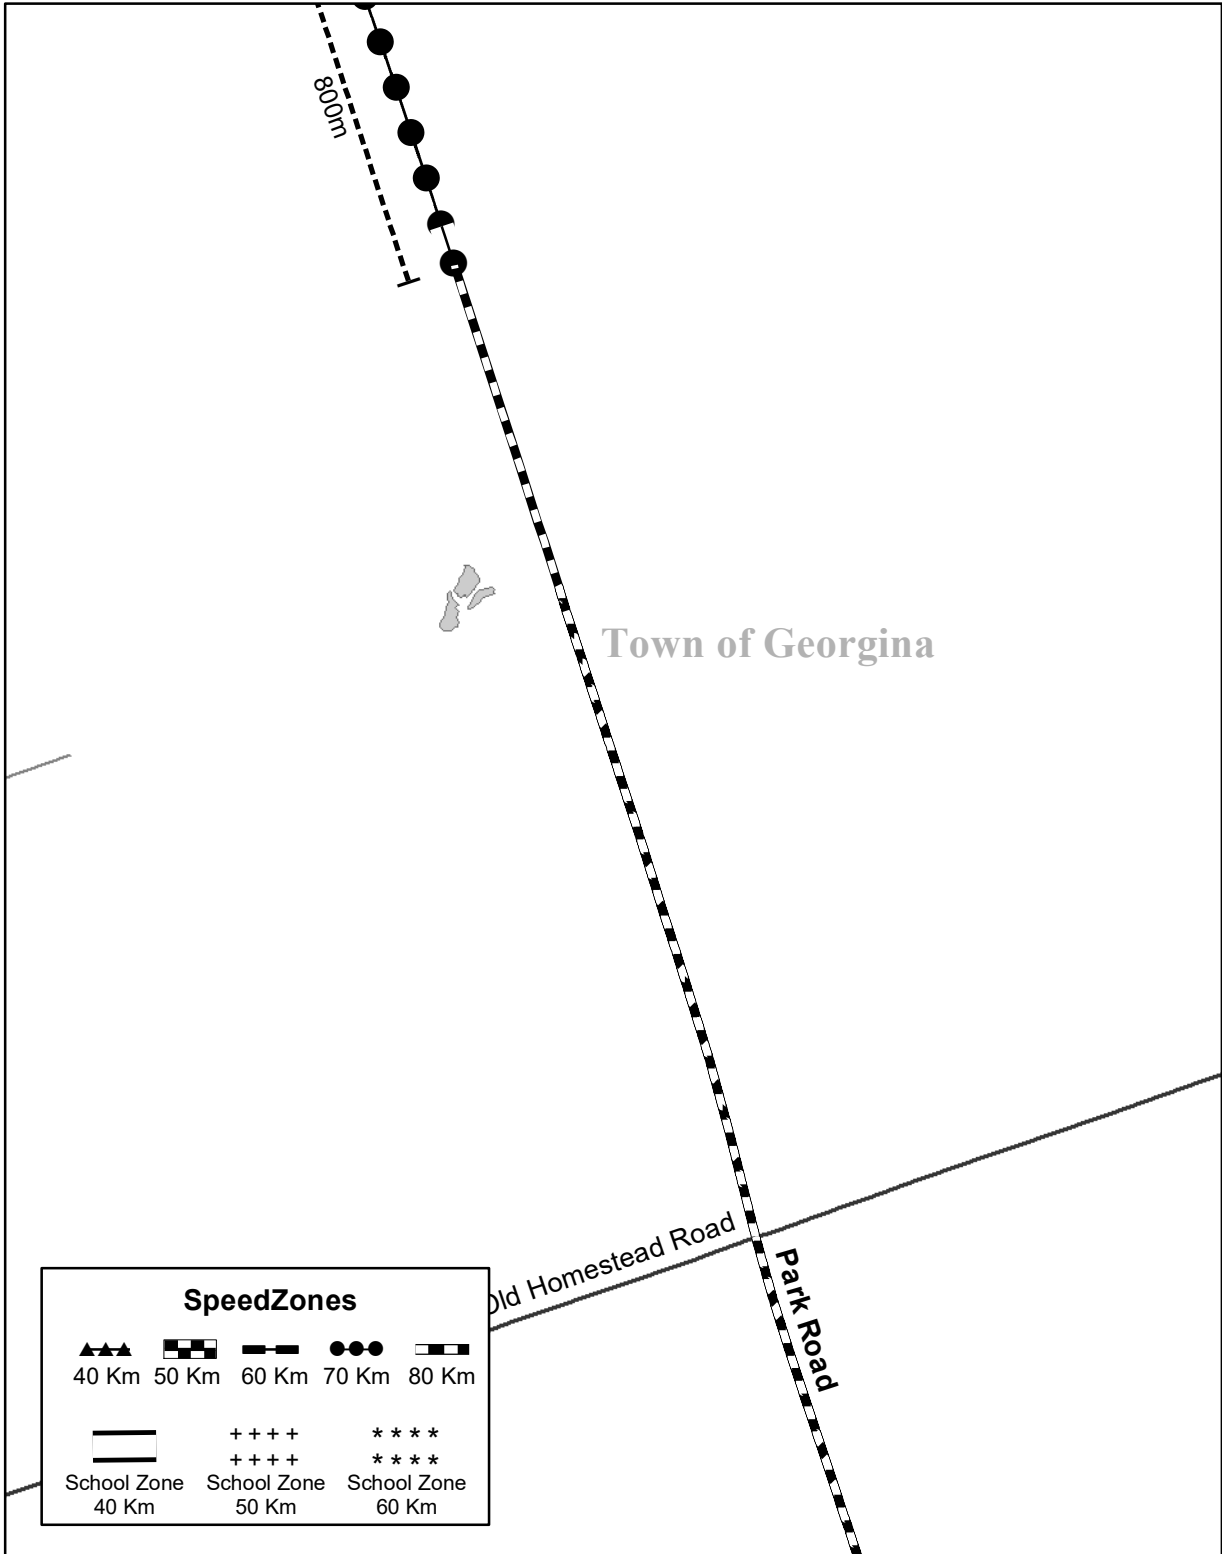 800m
Town of Georgina
Old Homestead Road
Park Road
SpeedZones
40 Km 50 Km 60 Km 70 Km 80 Km
+ + + + * * * *
+ + + + * * * *
School Zone School Zone School Zone
40 Km 50 Km 60 Km